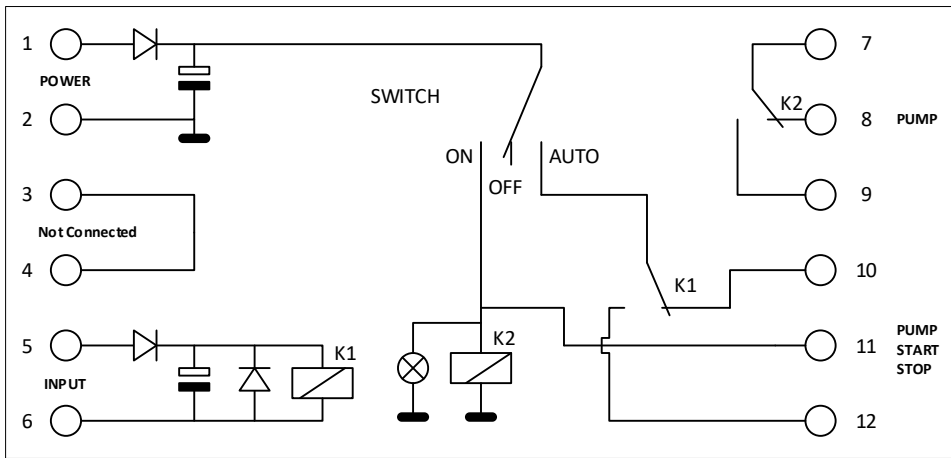 1
POWER
2
3
Not Connected
4
5
INPUT
6
SWITCH
ON
OFF
AUTO
K1
K2
K1
K2
7
8 PUMP
9
10
11 PUMP
START
STOP
12